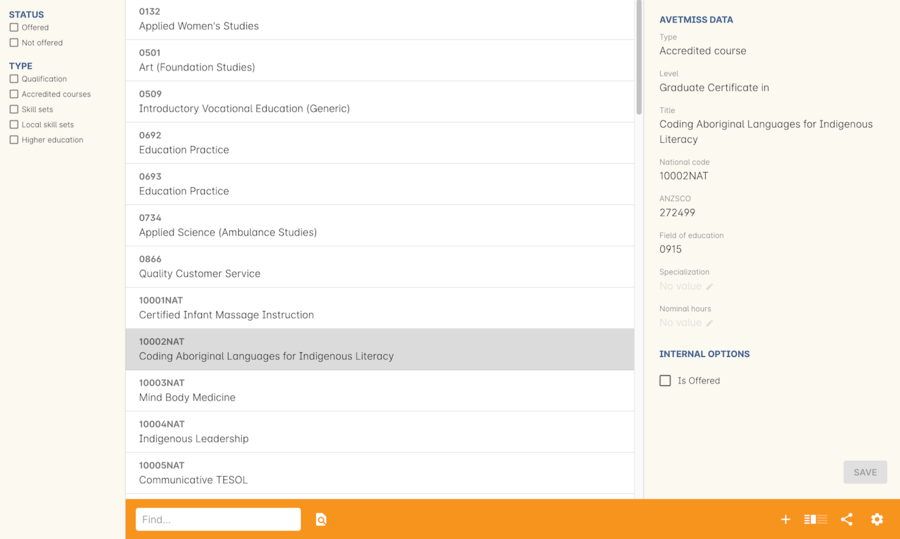 STATUS
Offered
Not offered
TYPE
Qualification
Accredited courses
Skill sets
Local skill sets
Higher education
0132
Applied Women's Studies
0501
Art (Foundation Studies)
0509
Introductory Vocational Education (Generic)
0692
Education Practice
0693
Education Practice
0734
Applied Science (Ambulance Studies)
0866
Quality Customer Service
10001NAT
Certified Infant Massage Instruction
10002NAT
Coding Aboriginal Languages for Indigenous Literacy
10003NAT
Mind Body Medicine
10004NAT
Indigenous Leadership
10005NAT
Communicative TESOL
Find...
AVETMISS DATA
Type
Accredited course
Level
Graduate Certificate in
Title
Coding Aboriginal Languages for Indigenous
Literacy
National code
10002NAT
ANZSCO
272499
Field of education
0915
Specialization
No value
Nominal hours
No value
INTERNAL OPTIONS
Is Offered
SAVE